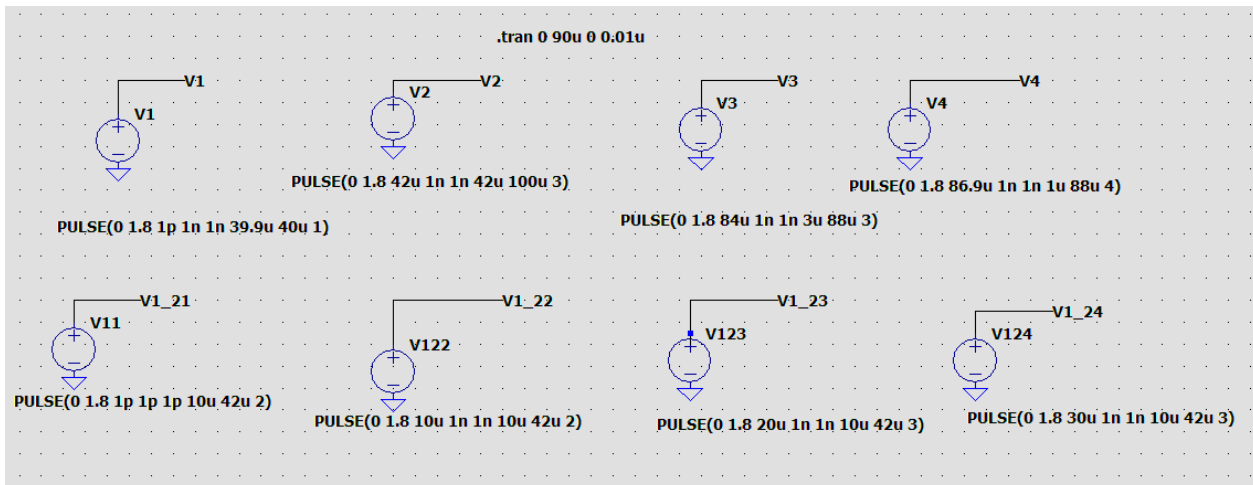 .tran 0 90u 0 0.01u
V1
V2
V3
V4
V1
V2
V3
V4
PULSE(0 1.8 1p 1n 1n 39.9u 40u 1)
PULSE(0 1.8 42u 1n 1n 42u 100u 3)
PULSE(0 1.8 84u 1n 1n 3u 88u 3)
PULSE(0 1.8 86.9u 1n 1n 1u 88u 4)
V1_21
V1_22
V1_23
V1_24
V11
V122
V123
V124
PULSE(0 1.8 1p 1p 1p 10u 42u 2)
PULSE(0 1.8 10u 1n 1n 10u 42u 2)
PULSE(0 1.8 20u 1n 1n 10u 42u 3)
PULSE(0 1.8 30u 1n 1n 10u 42u 3)